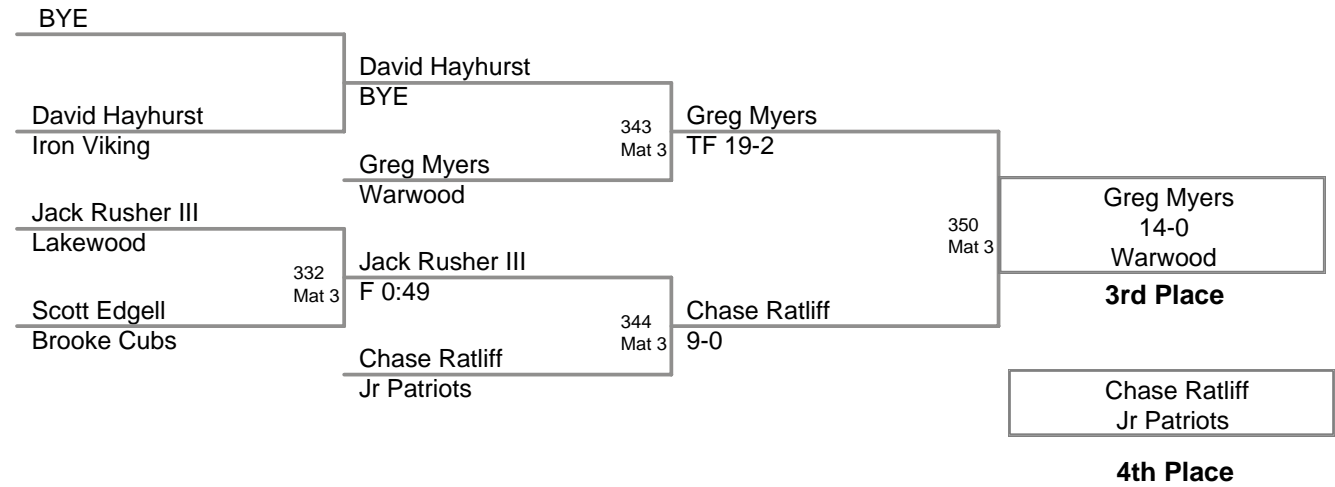 BYE
David Hayhurst
Iron Viking
Jack Rusher III
Lakewood
Scott Edgell
Brooke Cubs
332
Mat 3
David Hayhurst
BYE
Greg Myers
Warwood
Jack Rusher III
F 0:49
Chase Ratliff
Jr Patriots
343
Mat 3
344
Mat 3
Greg Myers
TF 19-2
Chase Ratliff
9-0
350
Mat 3
Greg Myers
14-0
Warwood
3rd Place
Chase Ratliff
Jr Patriots
4th Place